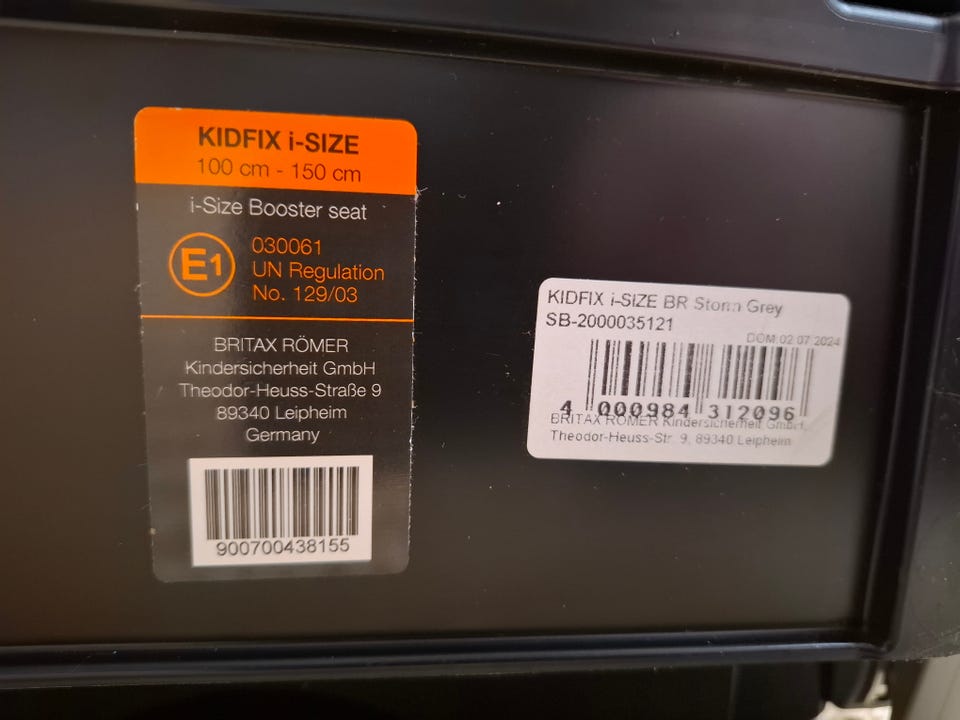 KIDFIX i-SIZE
100 cm - 150 cm
i-Size Booster seat
E1
030061
UN Regulation
No. 129/03
BRITAX RÖMER
Kindersicherheit GmbH
Theodor-Heuss-Straße 9
89340 Leipheim
Germany
900700438155
KIDFIX i-SIZE BR Storm Grey
SB-2000035121
DOM:02.07.2024
4 000984 312096
BRITAX RÖMER Kindersicherheit GmbH,
Theodor-Heuss-Str. 9, 89340 Leipheim